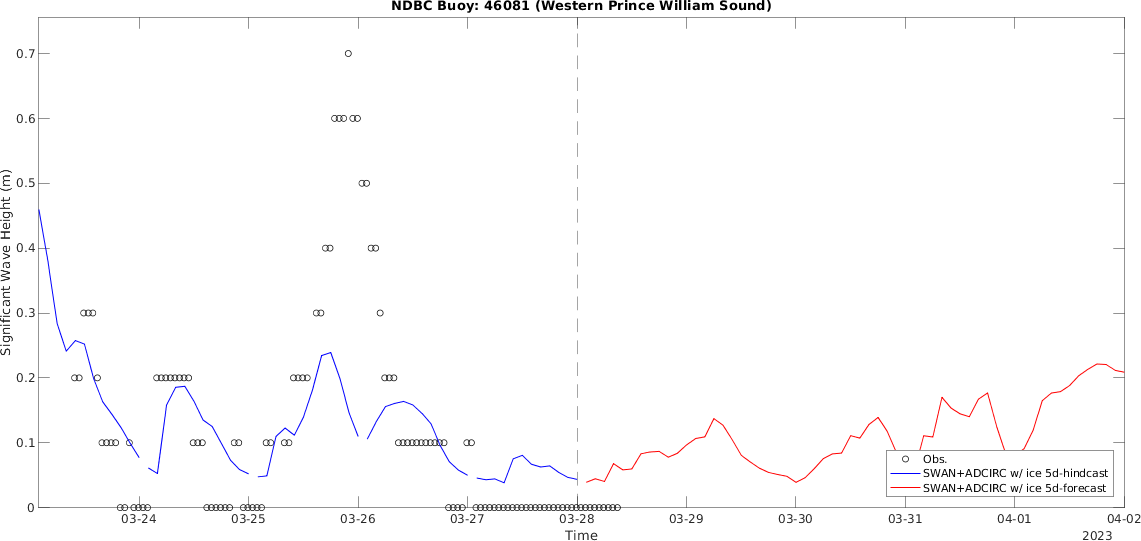 NDBC Buoy: 46081 (Western Prince William Sound)
Significant Wave Height (m)
0.7
0.6
0.5
0.4
0.3
0.2
0.1
0
Obs.
SWAN+ADCIRC w/ ice 5d-hindcast
SWAN+ADCIRC w/ ice 5d-forecast
03-24 03-25 03-26 03-27 03-28 03-29 03-30 03-31 04-01 04-02
Time
2023